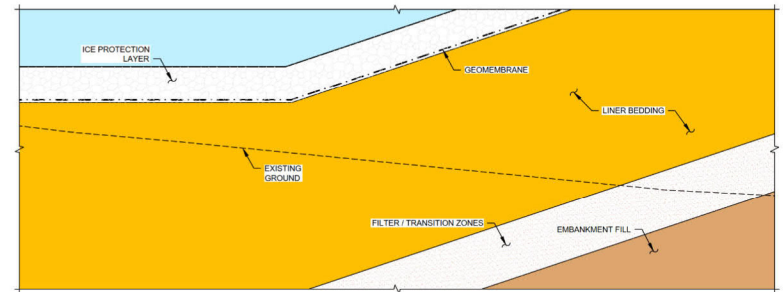 ICE PROTECTION
LAYER
GEOMEMBRANE
LINER BEDDING
EXISTING
GROUND
FILTER / TRANSITION ZONES
EMBANKMENT FILL